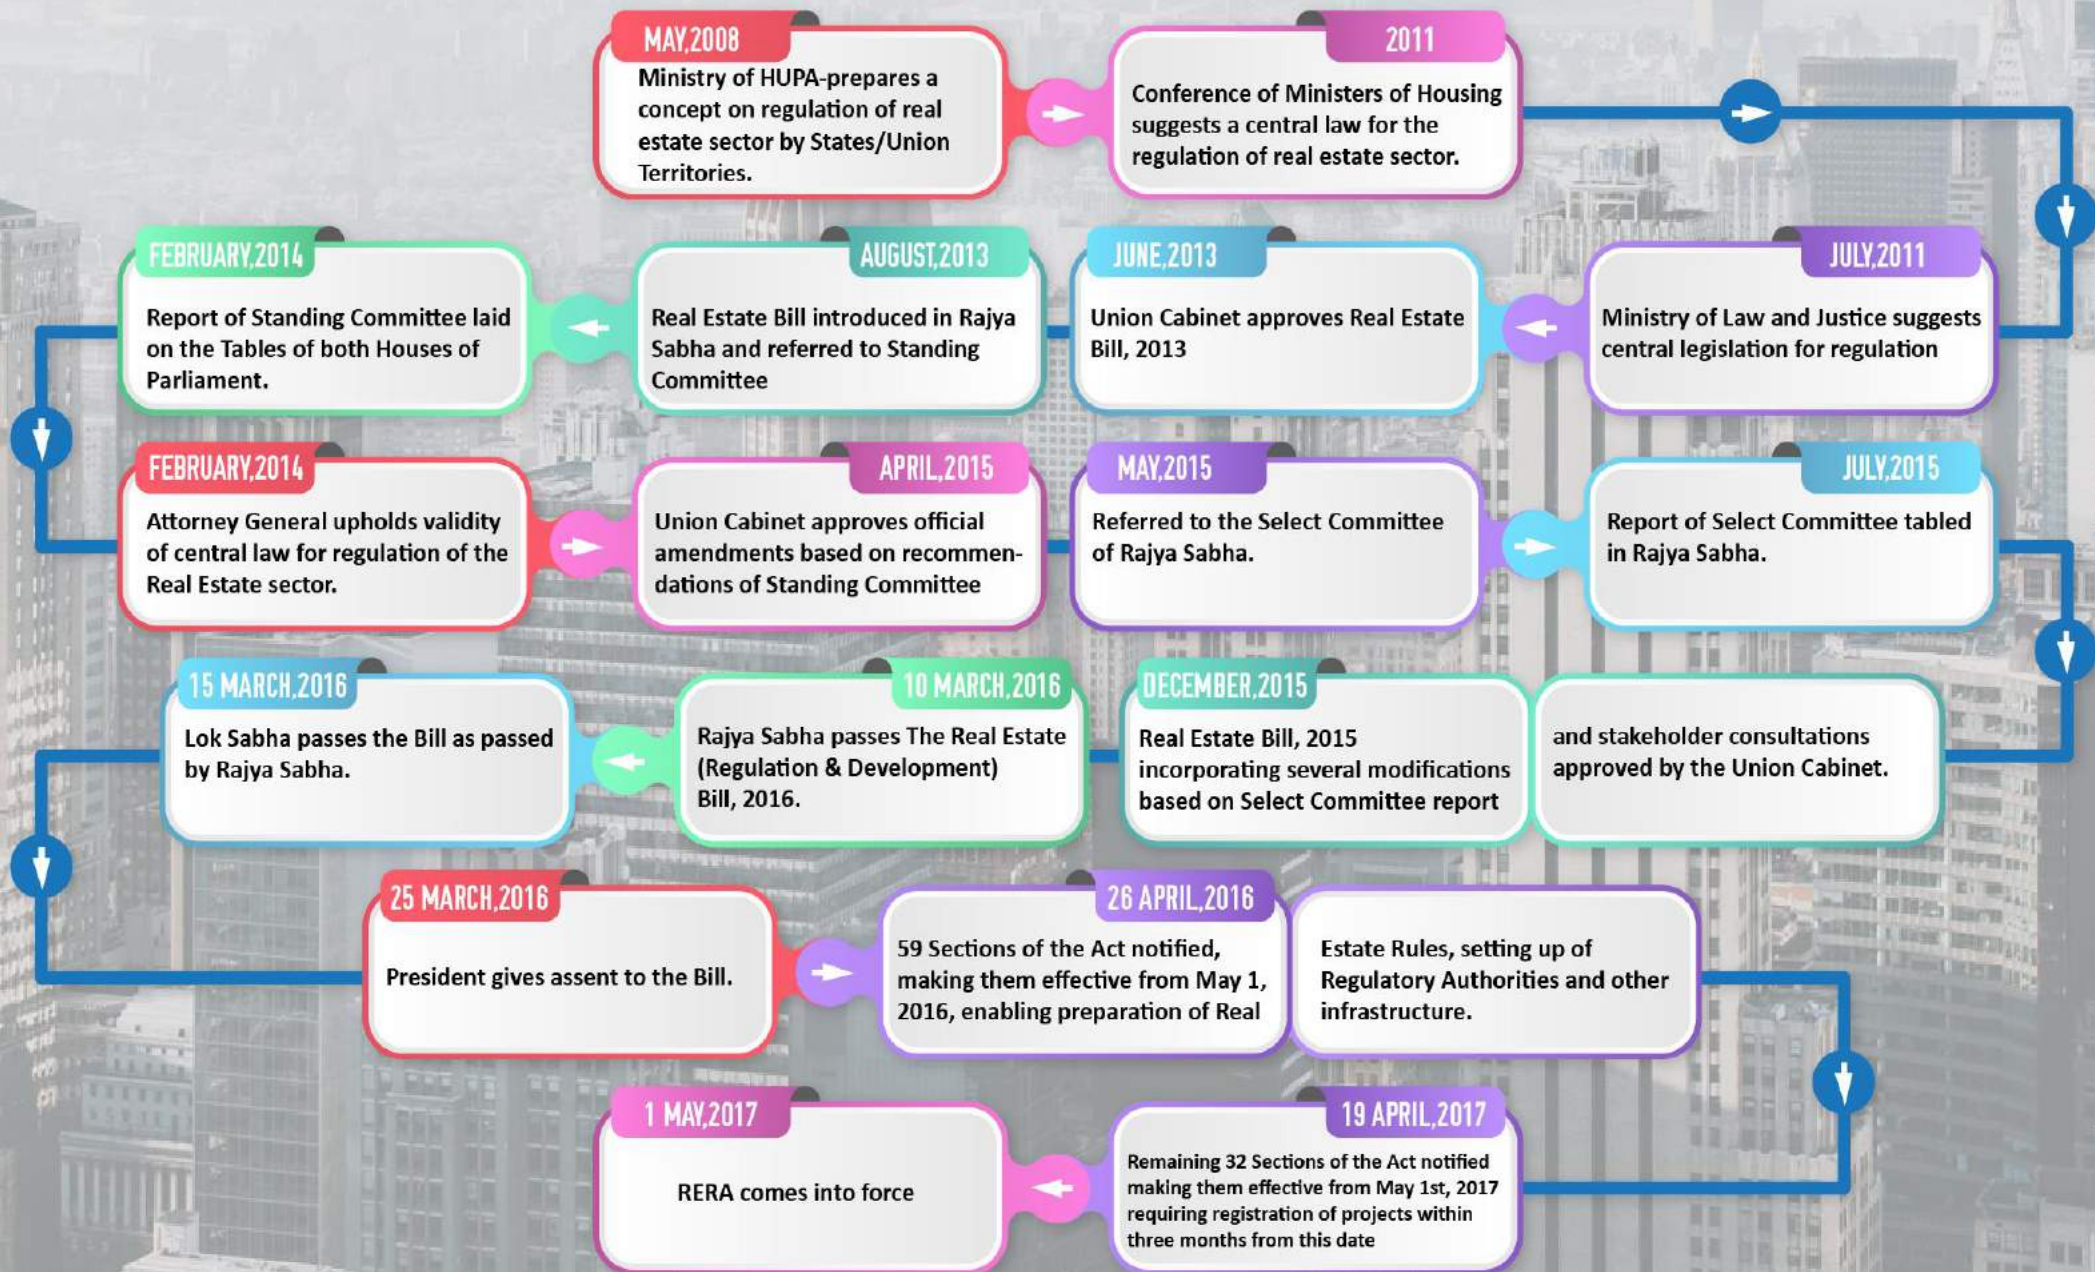 MAY,2008
Ministry of HUPA-prepares a
concept on regulation of real
estate sector by States/Union
Territories.
2011
Conference of Ministers of Housing
suggests a central law for the
regulation of real estate sector.
JULY,2011
Ministry of Law and Justice suggests
central legislation for regulation
JUNE,2013
Union Cabinet approves Real Estate
Bill, 2013
AUGUST,2013
Real Estate Bill introduced in Rajya
Sabha and referred to Standing
Committee
FEBRUARY,2014
Report of Standing Committee laid
on the Tables of both Houses of
Parliament.
FEBRUARY,2014
Attorney General upholds validity
of central law for regulation of the
Real Estate sector.
APRIL,2015
Union Cabinet approves official
amendments based on recommen-
dations of Standing Committee
MAY,2015
Referred to the Select Committee
of Rajya Sabha.
JULY,2015
Report of Select Committee tabled
in Rajya Sabha.
DECEMBER,2015
Real Estate Bill, 2015
incorporating several modifications
based on Select Committee report
and stakeholder consultations
approved by the Union Cabinet.
10 MARCH,2016
Rajya Sabha passes The Real Estate
(Regulation & Development)
Bill, 2016.
15 MARCH,2016
Lok Sabha passes the Bill as passed
by Rajya Sabha.
25 MARCH,2016
President gives assent to the Bill.
26 APRIL,2016
59 Sections of the Act notified,
making them effective from May 1,
2016, enabling preparation of Real
Estate Rules, setting up of
Regulatory Authorities and other
infrastructure.
19 APRIL,2017
Remaining 32 Sections of the Act notified
making them effective from May 1st, 2017
requiring registration of projects within
three months from this date
1 MAY,2017
RERA comes into force